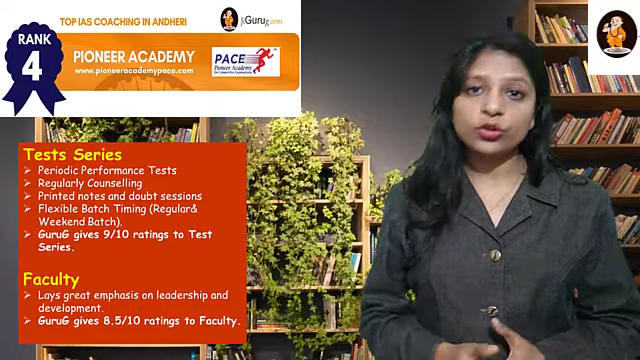 TOP IAS COACHING IN ANDHERI
RANK
4
PIONEER ACADEMY
www.pioneeracademypace.com
PACE
Pioneer Academy
for Competitive Examinations
Tests Series
Periodic Performance Tests
Regularly Counselling
Printed notes and doubt sessions
Flexible Batch Timing (Regular&
Weekend Batch).
GuruG gives 9/10 ratings to Test
Series.
Faculty
Lays great emphasis on leadership and
development.
GuruG gives 8.5/10 ratings to Faculty.